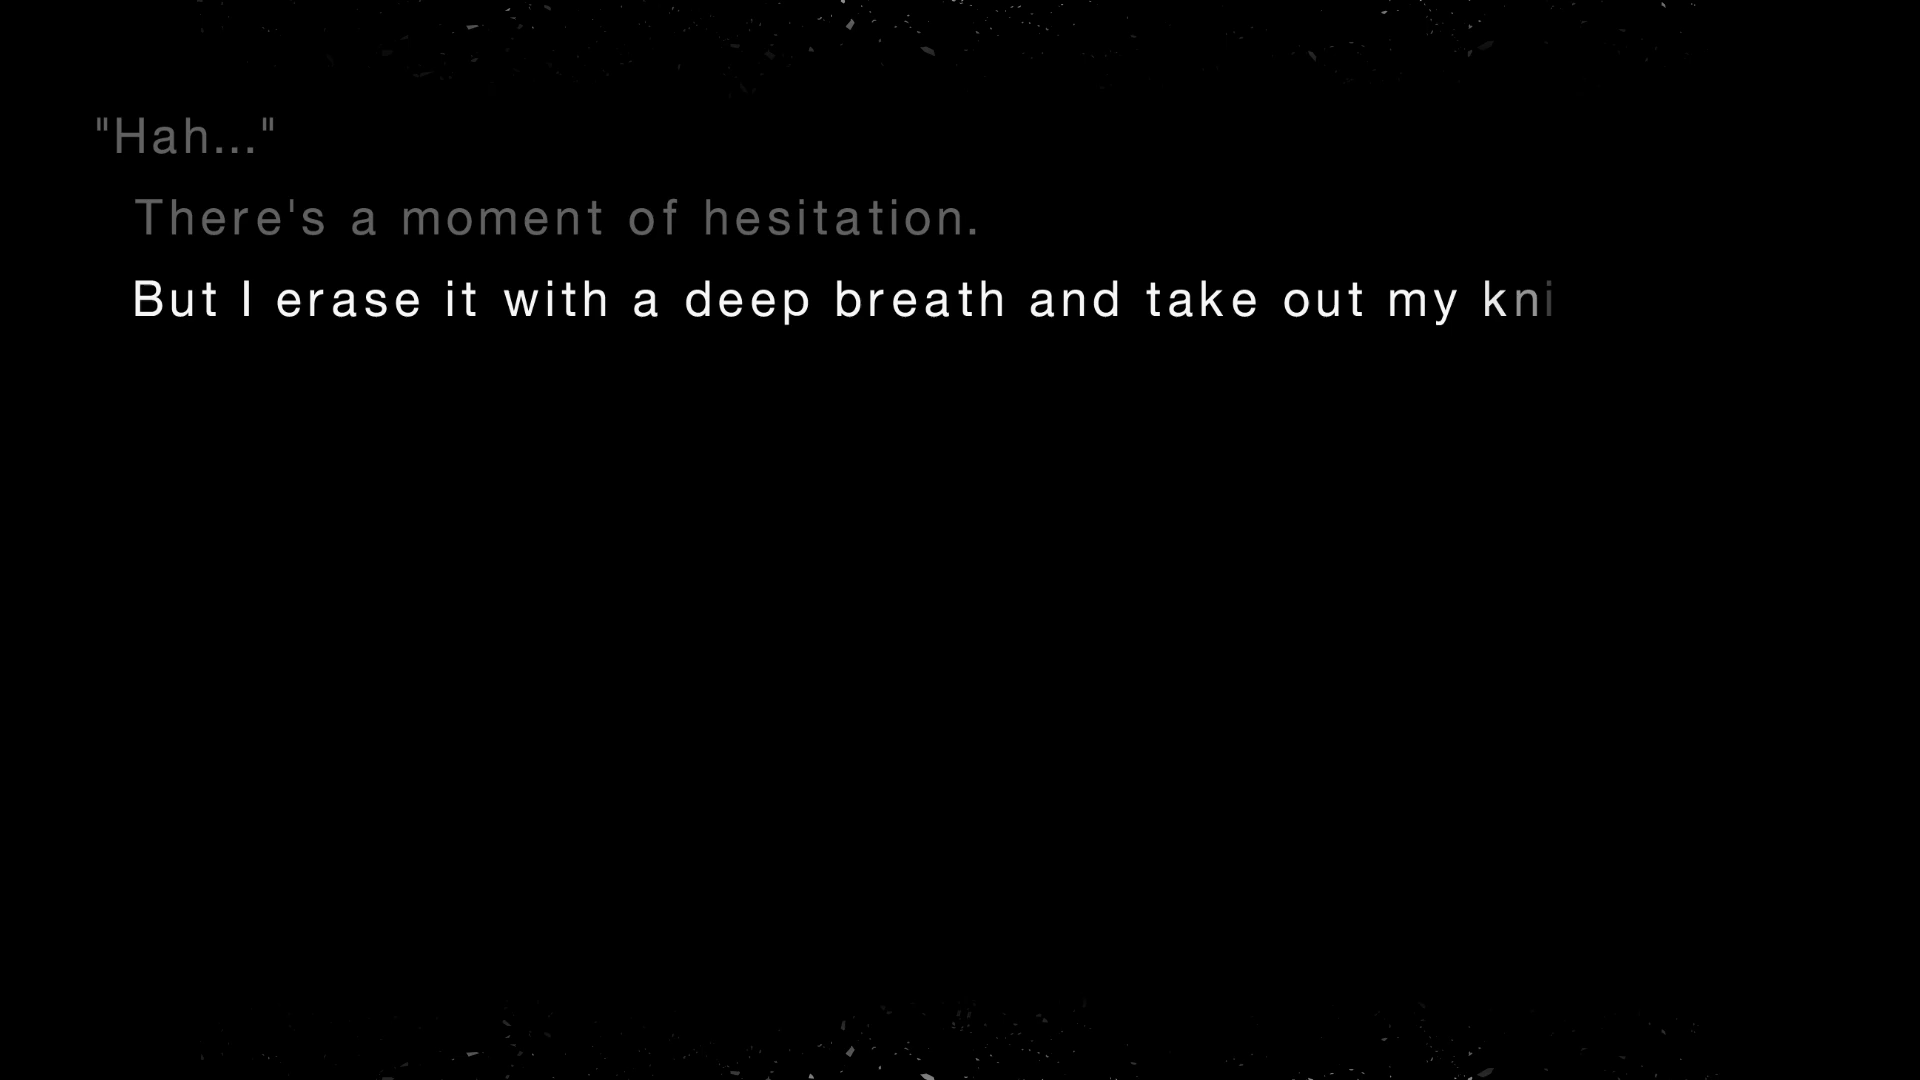 "Hah..."
There's a moment of hesitation.
But I erase it with a deep breath and take out my kni